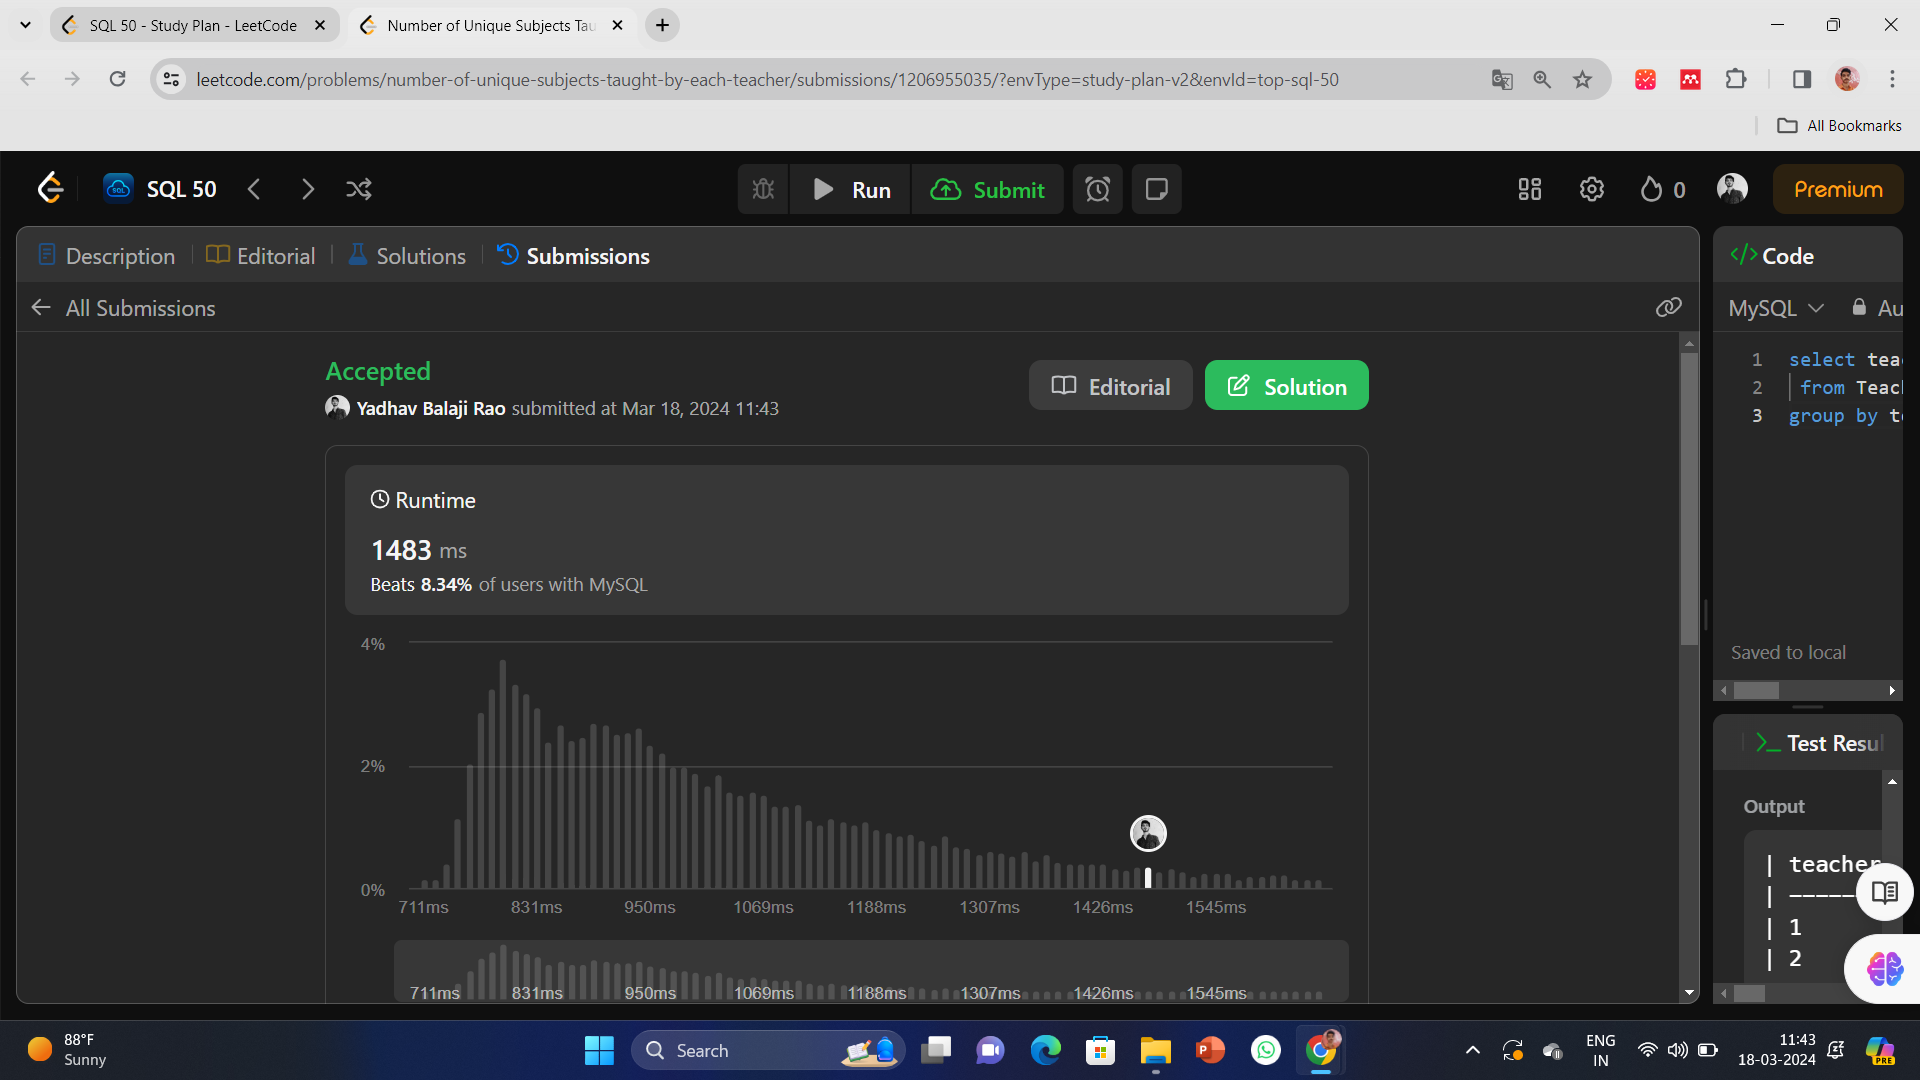 SQL 50 - Study Plan - LeetCode
Number of Unique Subjects Tau
leetcode.com/problems/number-of-unique-subjects-taught-by-each-teacher/submissions/1206955035/?envType=study-plan-v2&envId=top-sql-50
All Bookmarks
SQL 50
Run
Submit
0
Premium
Description
Editorial
Solutions
Submissions
All Submissions
Accepted
Yadhav Balaji Rao submitted at Mar 18, 2024 11:43
Editorial
Solution
Runtime
1483 ms
Beats 8.34% of users with MySQL
4%
2%
0%
711ms 831ms 950ms 1069ms 1188ms 1307ms 1426ms 1545ms
711ms 831ms 950ms 1069ms 1188ms 1307ms 1426ms 1545ms
</> Code
MySQL
Au
1 select tea
2 from Teac
3 group by t
Saved to local
Test Resul
Output
| teacher
| -----
| 1
| 2
88°F
Sunny
Search
ENG
IN
11:43
18-03-2024
PRE